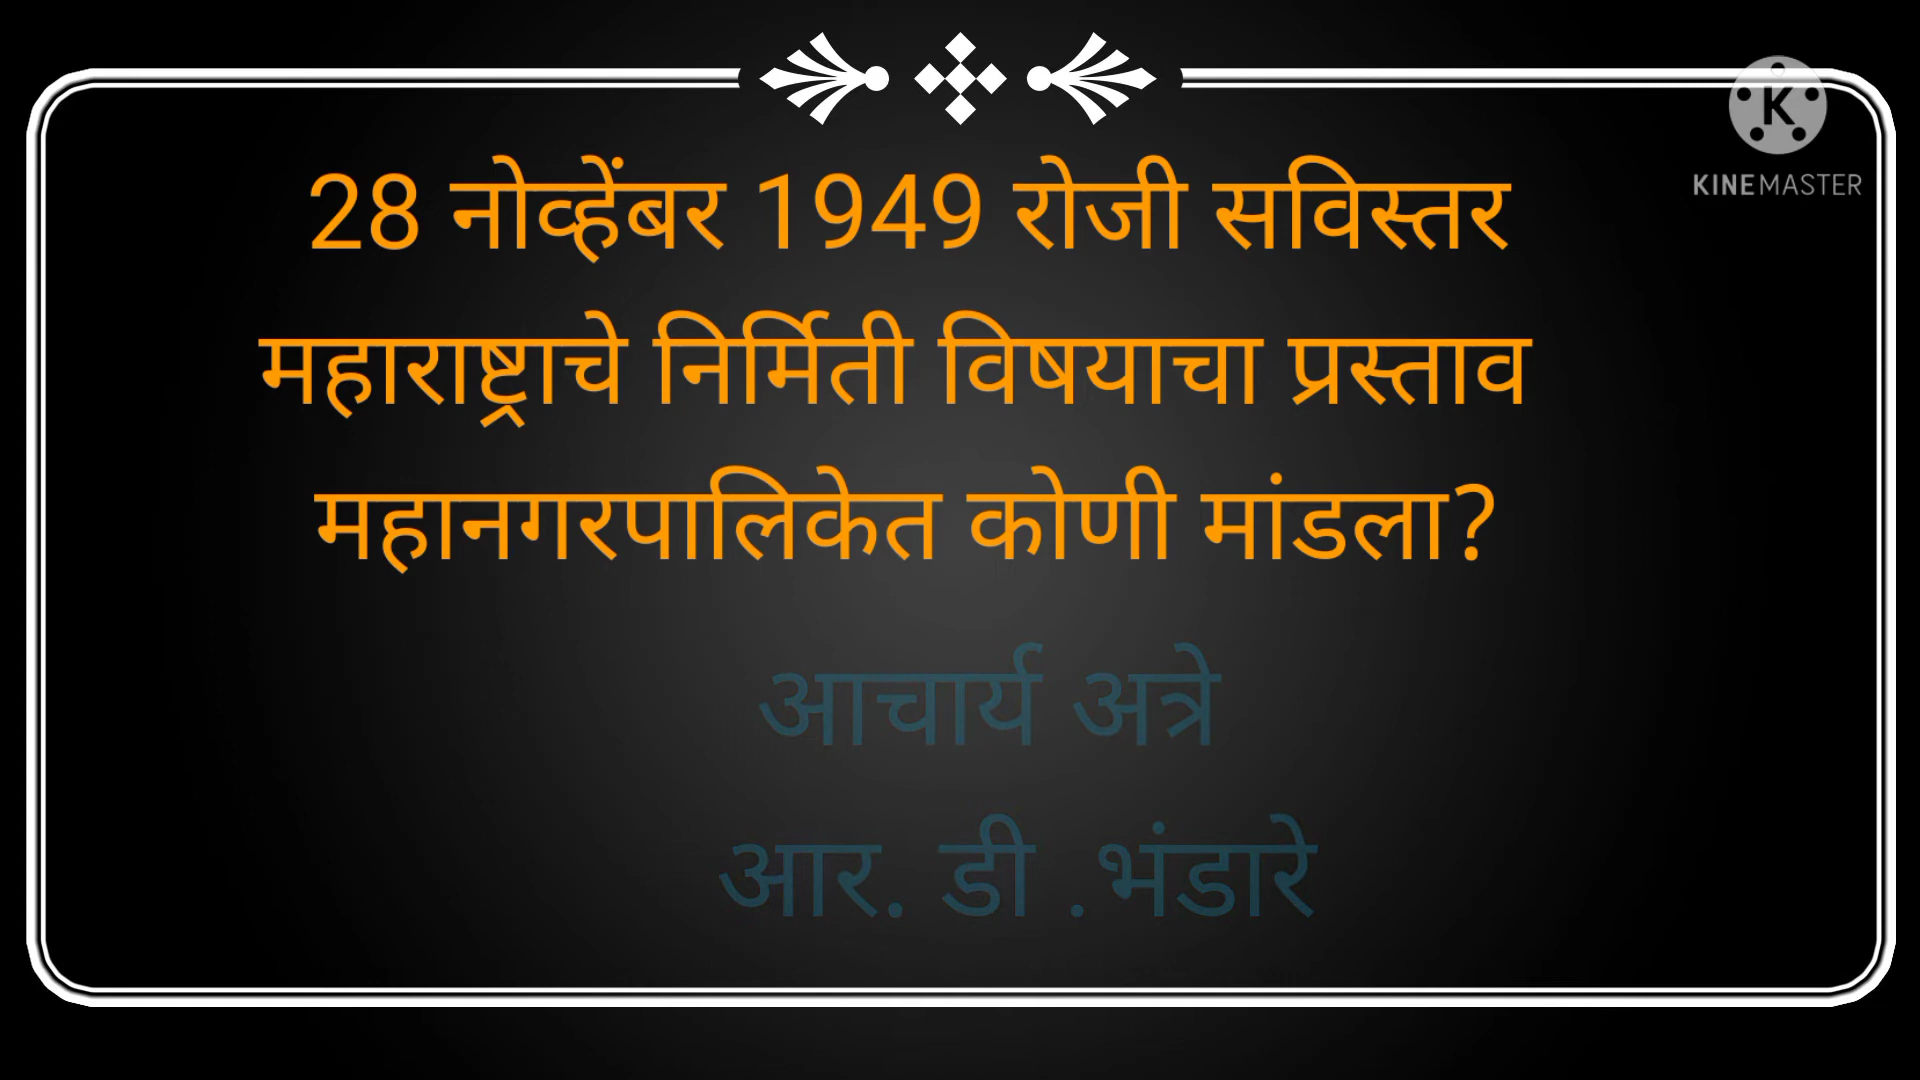 28 नोव्हेंबर 1949 रोजी सविस्तर
महाराष्ट्राचे निर्मिती विषयाचा प्रस्ताव
महानगरपालिकेत कोणी मांडला?
आचार्य अत्रे
आर. डी .भंडारे
K
KINEMASTER